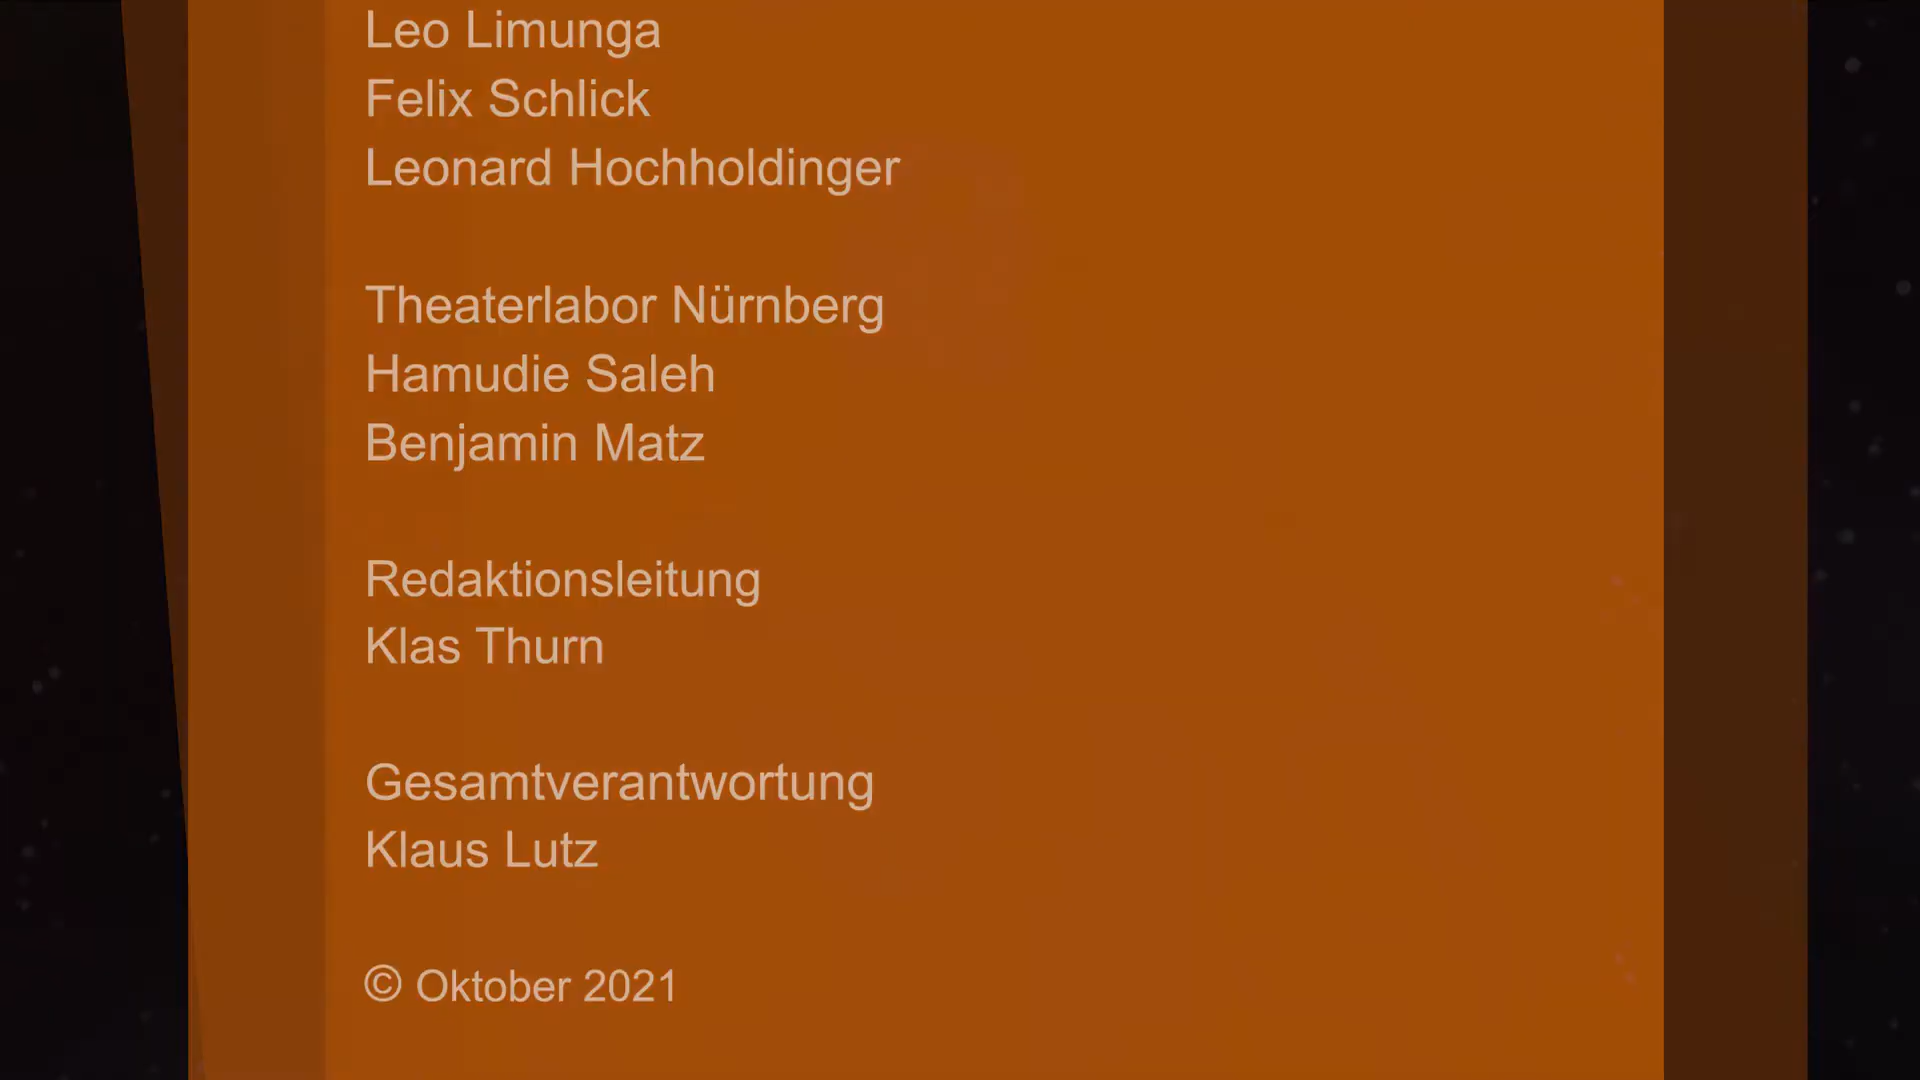 Leo Limunga
Felix Schlick
Leonard Hochholdinger
Theaterlabor Nürnberg
Hamudie Saleh
Benjamin Matz
Redaktionsleitung
Klas Thurn
Gesamtverantwortung
Klaus Lutz
© Oktober 2021